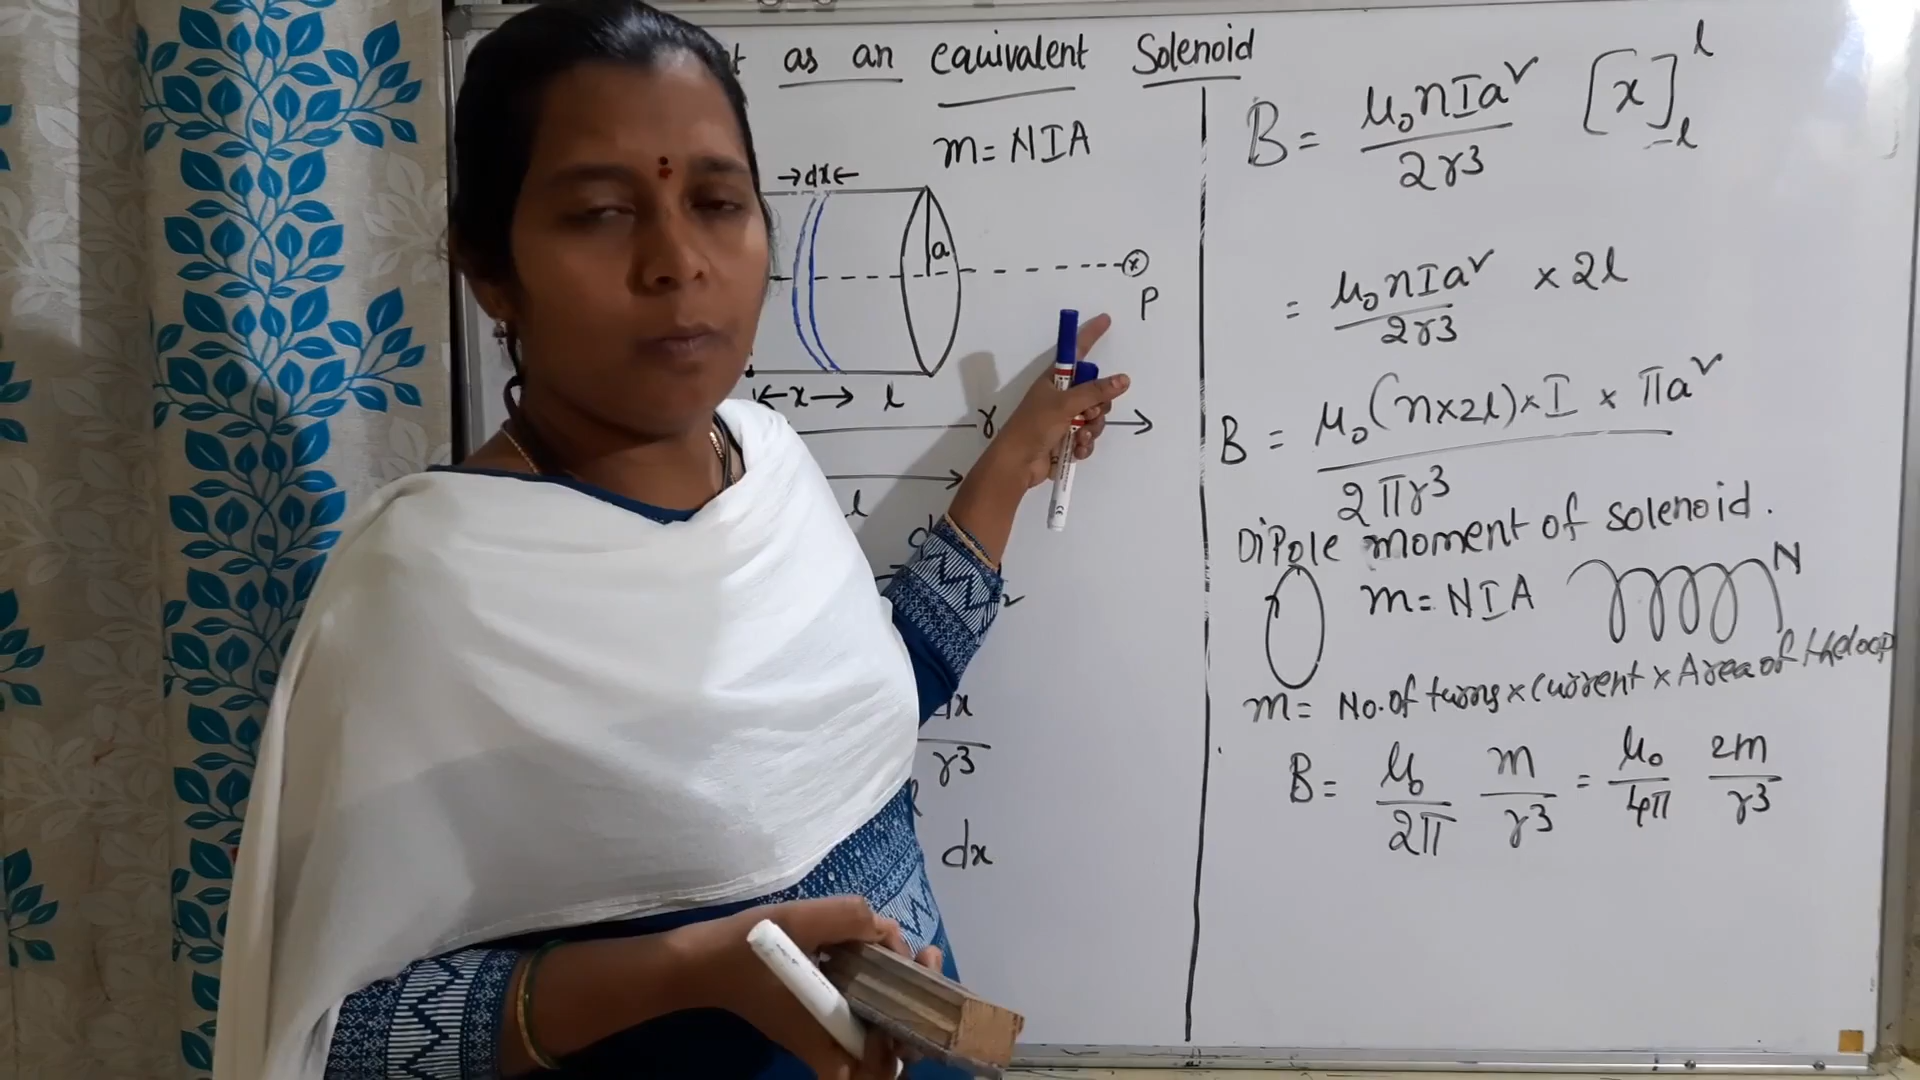 as an equivalent Solenoid
m = NIA
→dx←
a
P
←x→ l
r
l
dx
r3
dx
B = μ₀nIa² / 2r3 [x]ˡ₋ₗ
= μ₀nIa² / 2r3 × 2l
B = μ₀(n×2l)×I × πa² / 2πr3
Dipole moment of solenoid.
m = NIA N
m = No. of turns × Current × Area of the loop
B = μ₀/2π m/r3 = μ₀/4π 2m/r3